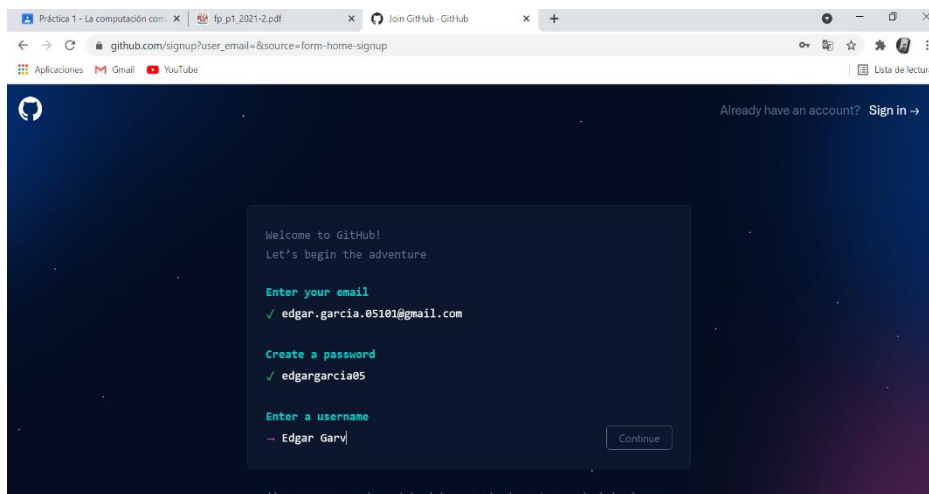 Práctica 1 - La computación com
fp_p1_2021-2.pdf
Join GitHub · GitHub
github.com/signup?user_email=&source=form-home-signup
Aplicaciones
Gmail
YouTube
Lista de lectur
Already have an account? Sign in →
Welcome to GitHub!
Let's begin the adventure
Enter your email
✓ edgar.garcia.05101@gmail.com
Create a password
✓ edgargarcia05
Enter a username
→ Edgar Garv
Continue